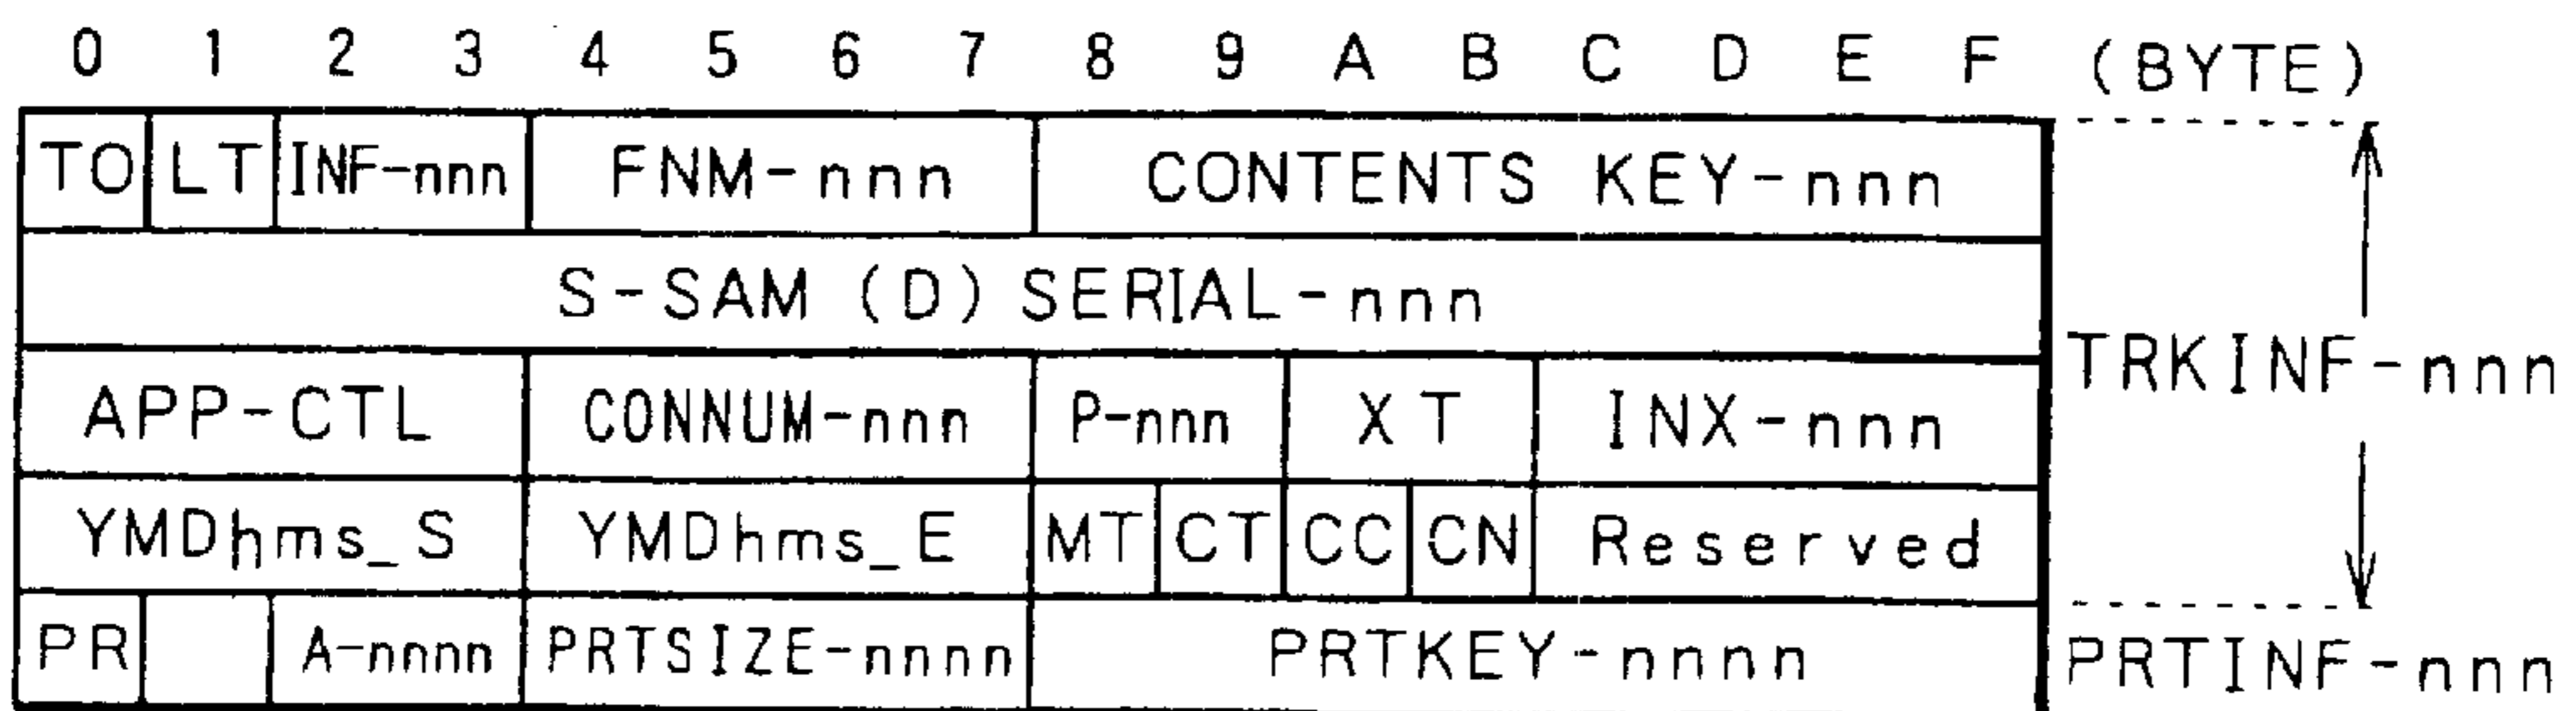 0 1 2 3 4 5 6 7 8 9 A B C D E F (BYTE)
TO LT INF-nnn FNM-nnn CONTENTS KEY-nnn
S-SAM (D) SERIAL-nnn
APP-CTL CONNUM-nnn P-nnn XT INX-nnn TRKINF-nnn
YMDhms_S YMDhms_E MT CT CC CN Reserved
PR A-nnnn PRTSIZE-nnnn PRTKEY-nnnn PRTINF-nnn